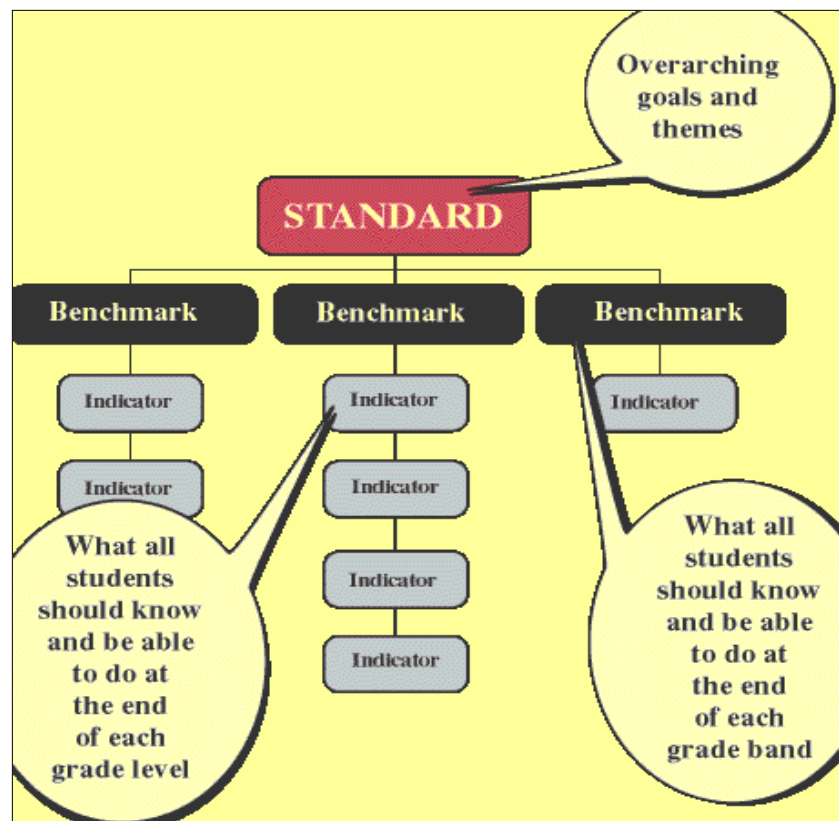 Overarching
goals and
themes
STANDARD
Benchmark
Benchmark
Benchmark
Indicator
Indicator
Indicator
Indicator
Indicator
Indicator
Indicator
What all
students
should know
and be able
to do at
the end
of each
grade level
What all
students
should know
and be able
to do at
the end
of each
grade band